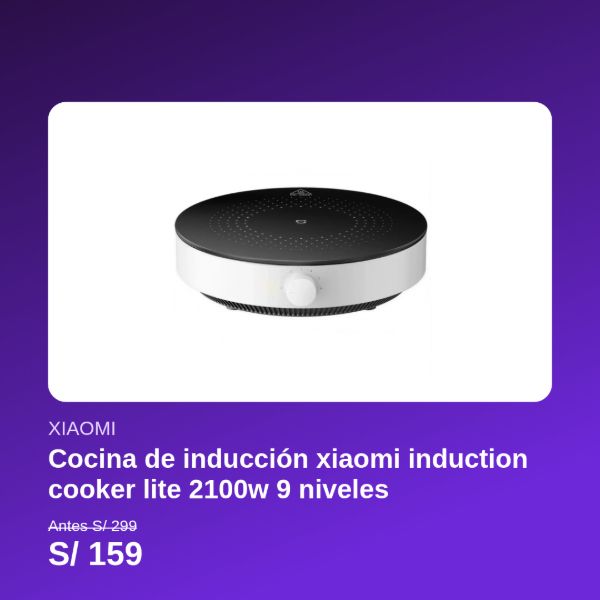 XIAOMI
Cocina de inducción xiaomi induction
cooker lite 2100w 9 niveles
Antes S/ 299
S/ 159